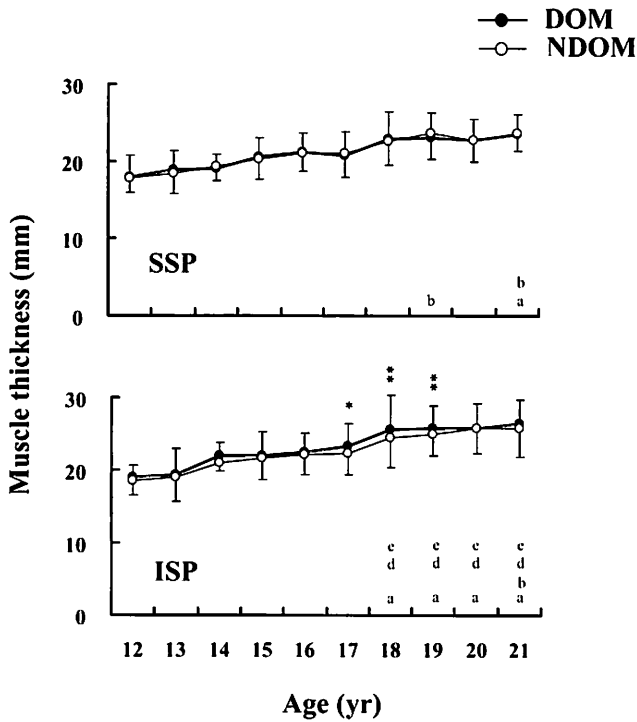 DOM
NDOM
Muscle thickness (mm)
30
20
10
0
SSP
b
b
a
30
20
10
0
ISP
*
**
**
e e e e
d d d d
b
a a a a
12 13 14 15 16 17 18 19 20 21
Age (yr)